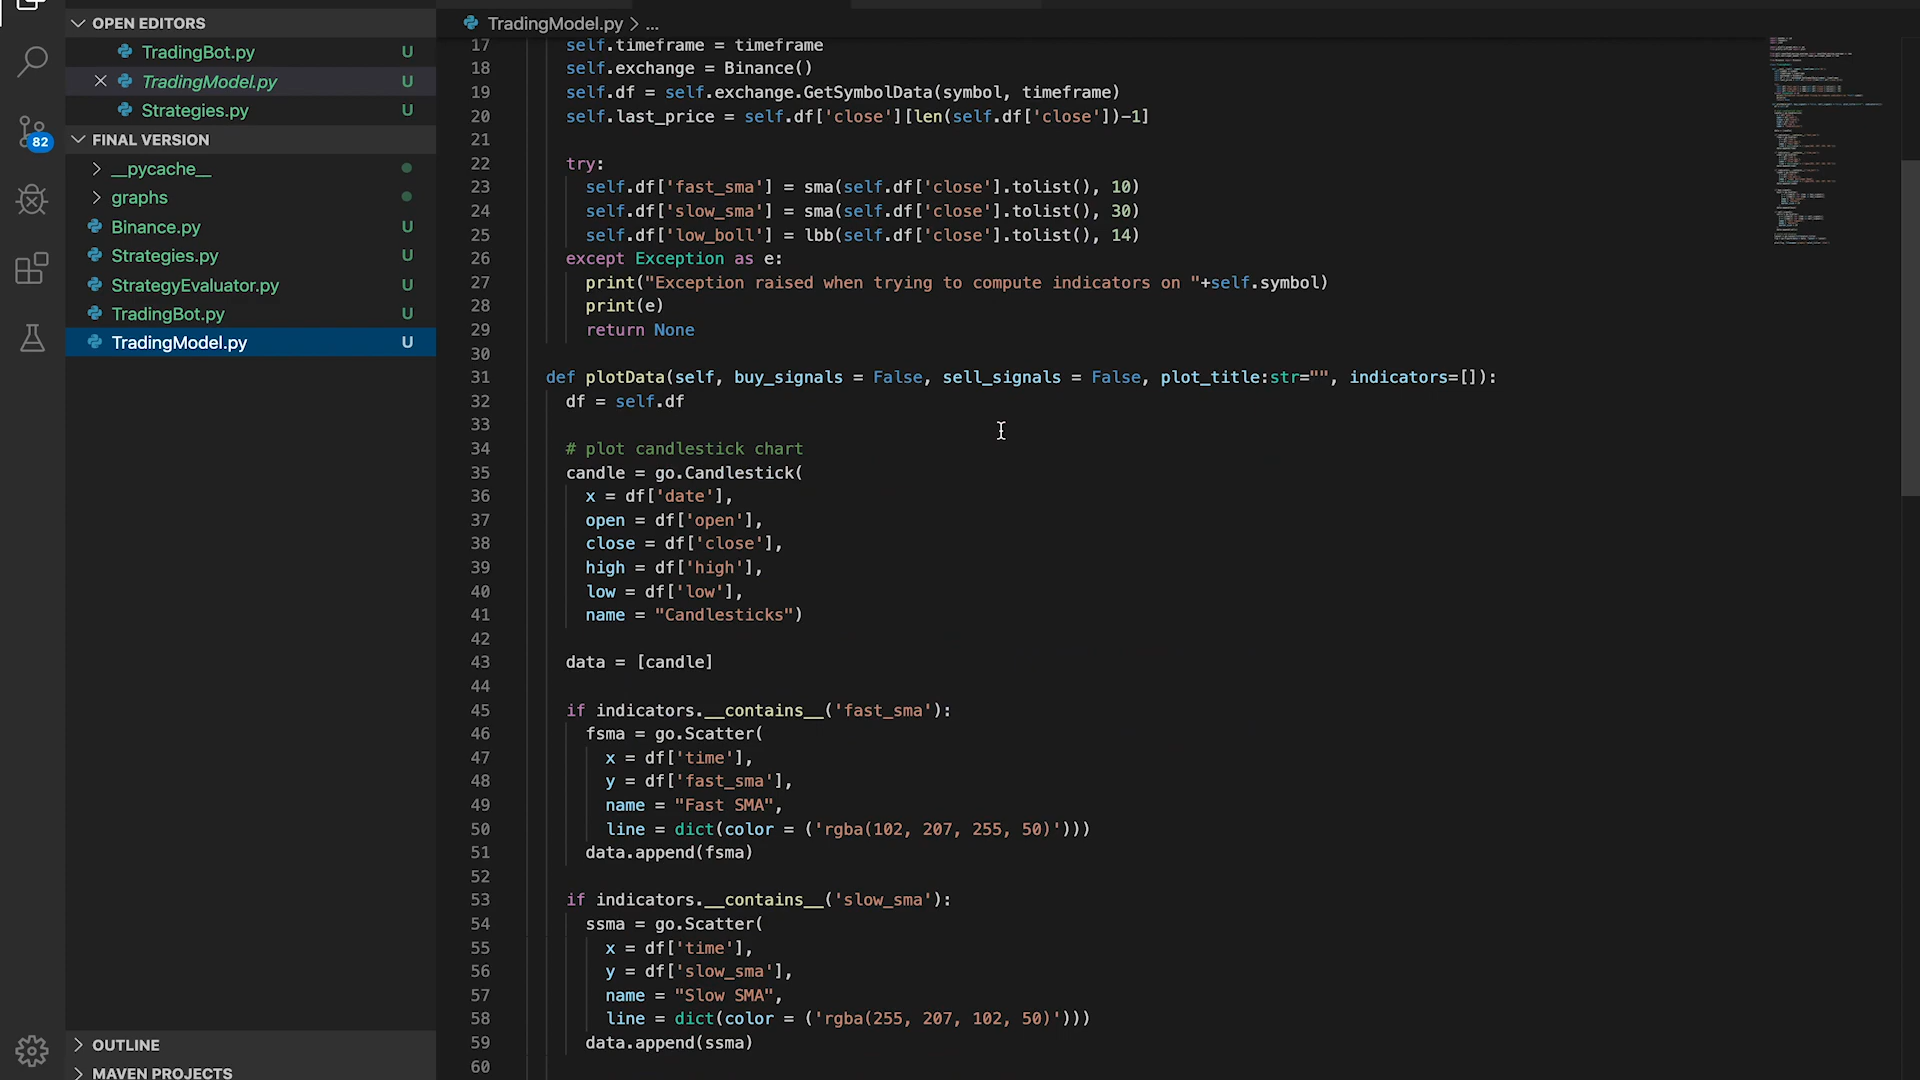 OPEN EDITORS
TradingBot.py U
TradingModel.py U
Strategies.py U
82
FINAL VERSION
__pycache__
graphs
Binance.py U
Strategies.py U
StrategyEvaluator.py U
TradingBot.py U
TradingModel.py U
OUTLINE
MAVEN PROJECTS
TradingModel.py > ...
17 self.timeframe = timeframe
18 self.exchange = Binance()
19 self.df = self.exchange.GetSymbolData(symbol, timeframe)
20 self.last_price = self.df['close'][len(self.df['close'])-1]
21
22 try:
23 self.df['fast_sma'] = sma(self.df['close'].tolist(), 10)
24 self.df['slow_sma'] = sma(self.df['close'].tolist(), 30)
25 self.df['low_boll'] = lbb(self.df['close'].tolist(), 14)
26 except Exception as e:
27 print("Exception raised when trying to compute indicators on "+self.symbol)
28 print(e)
29 return None
30
31 def plotData(self, buy_signals = False, sell_signals = False, plot_title:str="", indicators=[]):
32 df = self.df
33
34 # plot candlestick chart
35 candle = go.Candlestick(
36 x = df['date'],
37 open = df['open'],
38 close = df['close'],
39 high = df['high'],
40 low = df['low'],
41 name = "Candlesticks")
42
43 data = [candle]
44
45 if indicators.__contains__('fast_sma'):
46 fsma = go.Scatter(
47 x = df['time'],
48 y = df['fast_sma'],
49 name = "Fast SMA",
50 line = dict(color = ('rgba(102, 207, 255, 50)')))
51 data.append(fsma)
52
53 if indicators.__contains__('slow_sma'):
54 ssma = go.Scatter(
55 x = df['time'],
56 y = df['slow_sma'],
57 name = "Slow SMA",
58 line = dict(color = ('rgba(255, 207, 102, 50)')))
59 data.append(ssma)
60